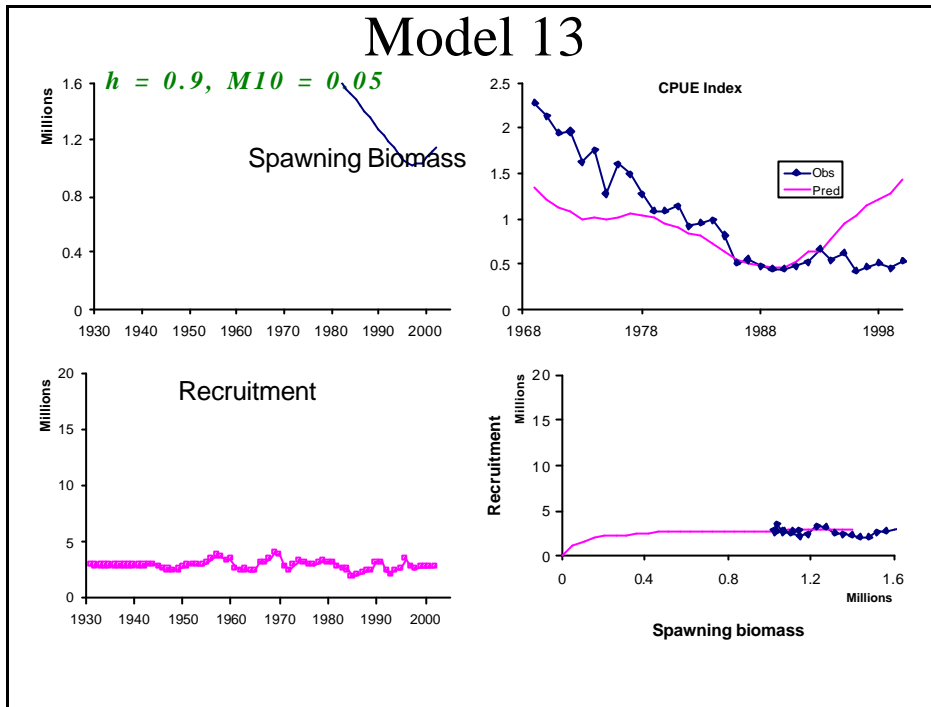 Model 13
h = 0.9, M10 = 0.05
Millions
1.6
1.2
0.8
0.4
0
Spawning Biomass
1930 1940 1950 1960 1970 1980 1990 2000
CPUE Index
2.5
2
1.5
1
0.5
0
Obs
Pred
1968 1978 1988 1998
Recruitment
Millions
20
15
10
5
0
1930 1940 1950 1960 1970 1980 1990 2000
Recruitment
Millions
20
15
10
5
0
0 0.4 0.8 1.2 1.6
Millions
Spawning biomass